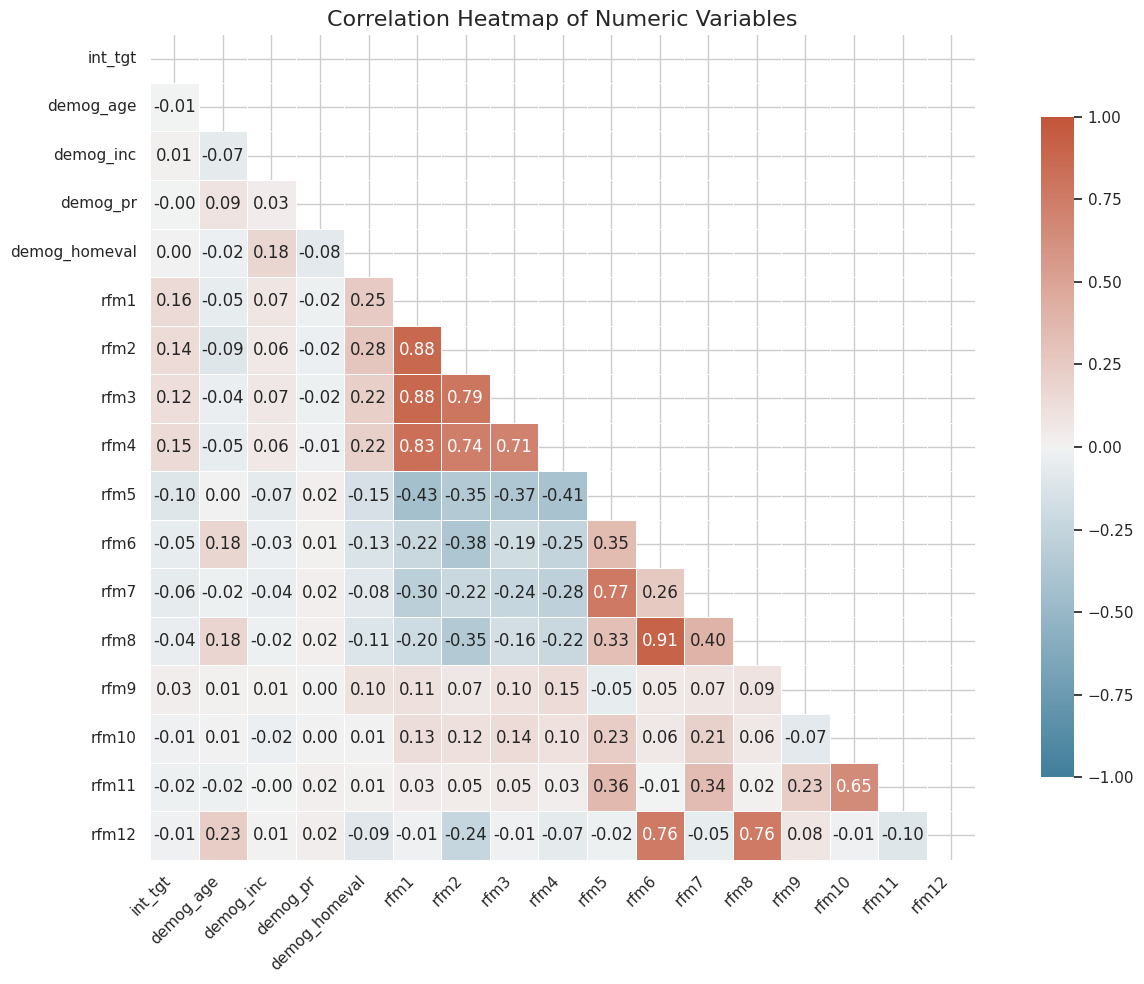 Correlation Heatmap of Numeric Variables
int_tgt
demog_age -0.01
demog_inc 0.01 -0.07
demog_pr -0.00 0.09 0.03
demog_homeval 0.00 -0.02 0.18 -0.08
rfm1 0.16 -0.05 0.07 -0.02 0.25
rfm2 0.14 -0.09 0.06 -0.02 0.28 0.88
rfm3 0.12 -0.04 0.07 -0.02 0.22 0.88 0.79
rfm4 0.15 -0.05 0.06 -0.01 0.22 0.83 0.74 0.71
rfm5 -0.10 0.00 -0.07 0.02 -0.15 -0.43 -0.35 -0.37 -0.41
rfm6 -0.05 0.18 -0.03 0.01 -0.13 -0.22 -0.38 -0.19 -0.25 0.35
rfm7 -0.06 -0.02 -0.04 0.02 -0.08 -0.30 -0.22 -0.24 -0.28 0.77 0.26
rfm8 -0.04 0.18 -0.02 0.02 -0.11 -0.20 -0.35 -0.16 -0.22 0.33 0.91 0.40
rfm9 0.03 0.01 0.01 0.00 0.10 0.11 0.07 0.10 0.15 -0.05 0.05 0.07 0.09
rfm10 -0.01 0.01 -0.02 0.00 0.01 0.13 0.12 0.14 0.10 0.23 0.06 0.21 0.06 -0.07
rfm11 -0.02 -0.02 -0.00 0.02 0.01 0.03 0.05 0.05 0.03 0.36 -0.01 0.34 0.02 0.23 0.65
rfm12 -0.01 0.23 0.01 0.02 -0.09 -0.01 -0.24 -0.01 -0.07 -0.02 0.76 -0.05 0.76 0.08 -0.01 -0.10
int_tgt demog_age demog_inc demog_pr demog_homeval rfm1 rfm2 rfm3 rfm4 rfm5 rfm6 rfm7 rfm8 rfm9 rfm10 rfm11 rfm12
1.00
0.75
0.50
0.25
0.00
−0.25
−0.50
−0.75
−1.00